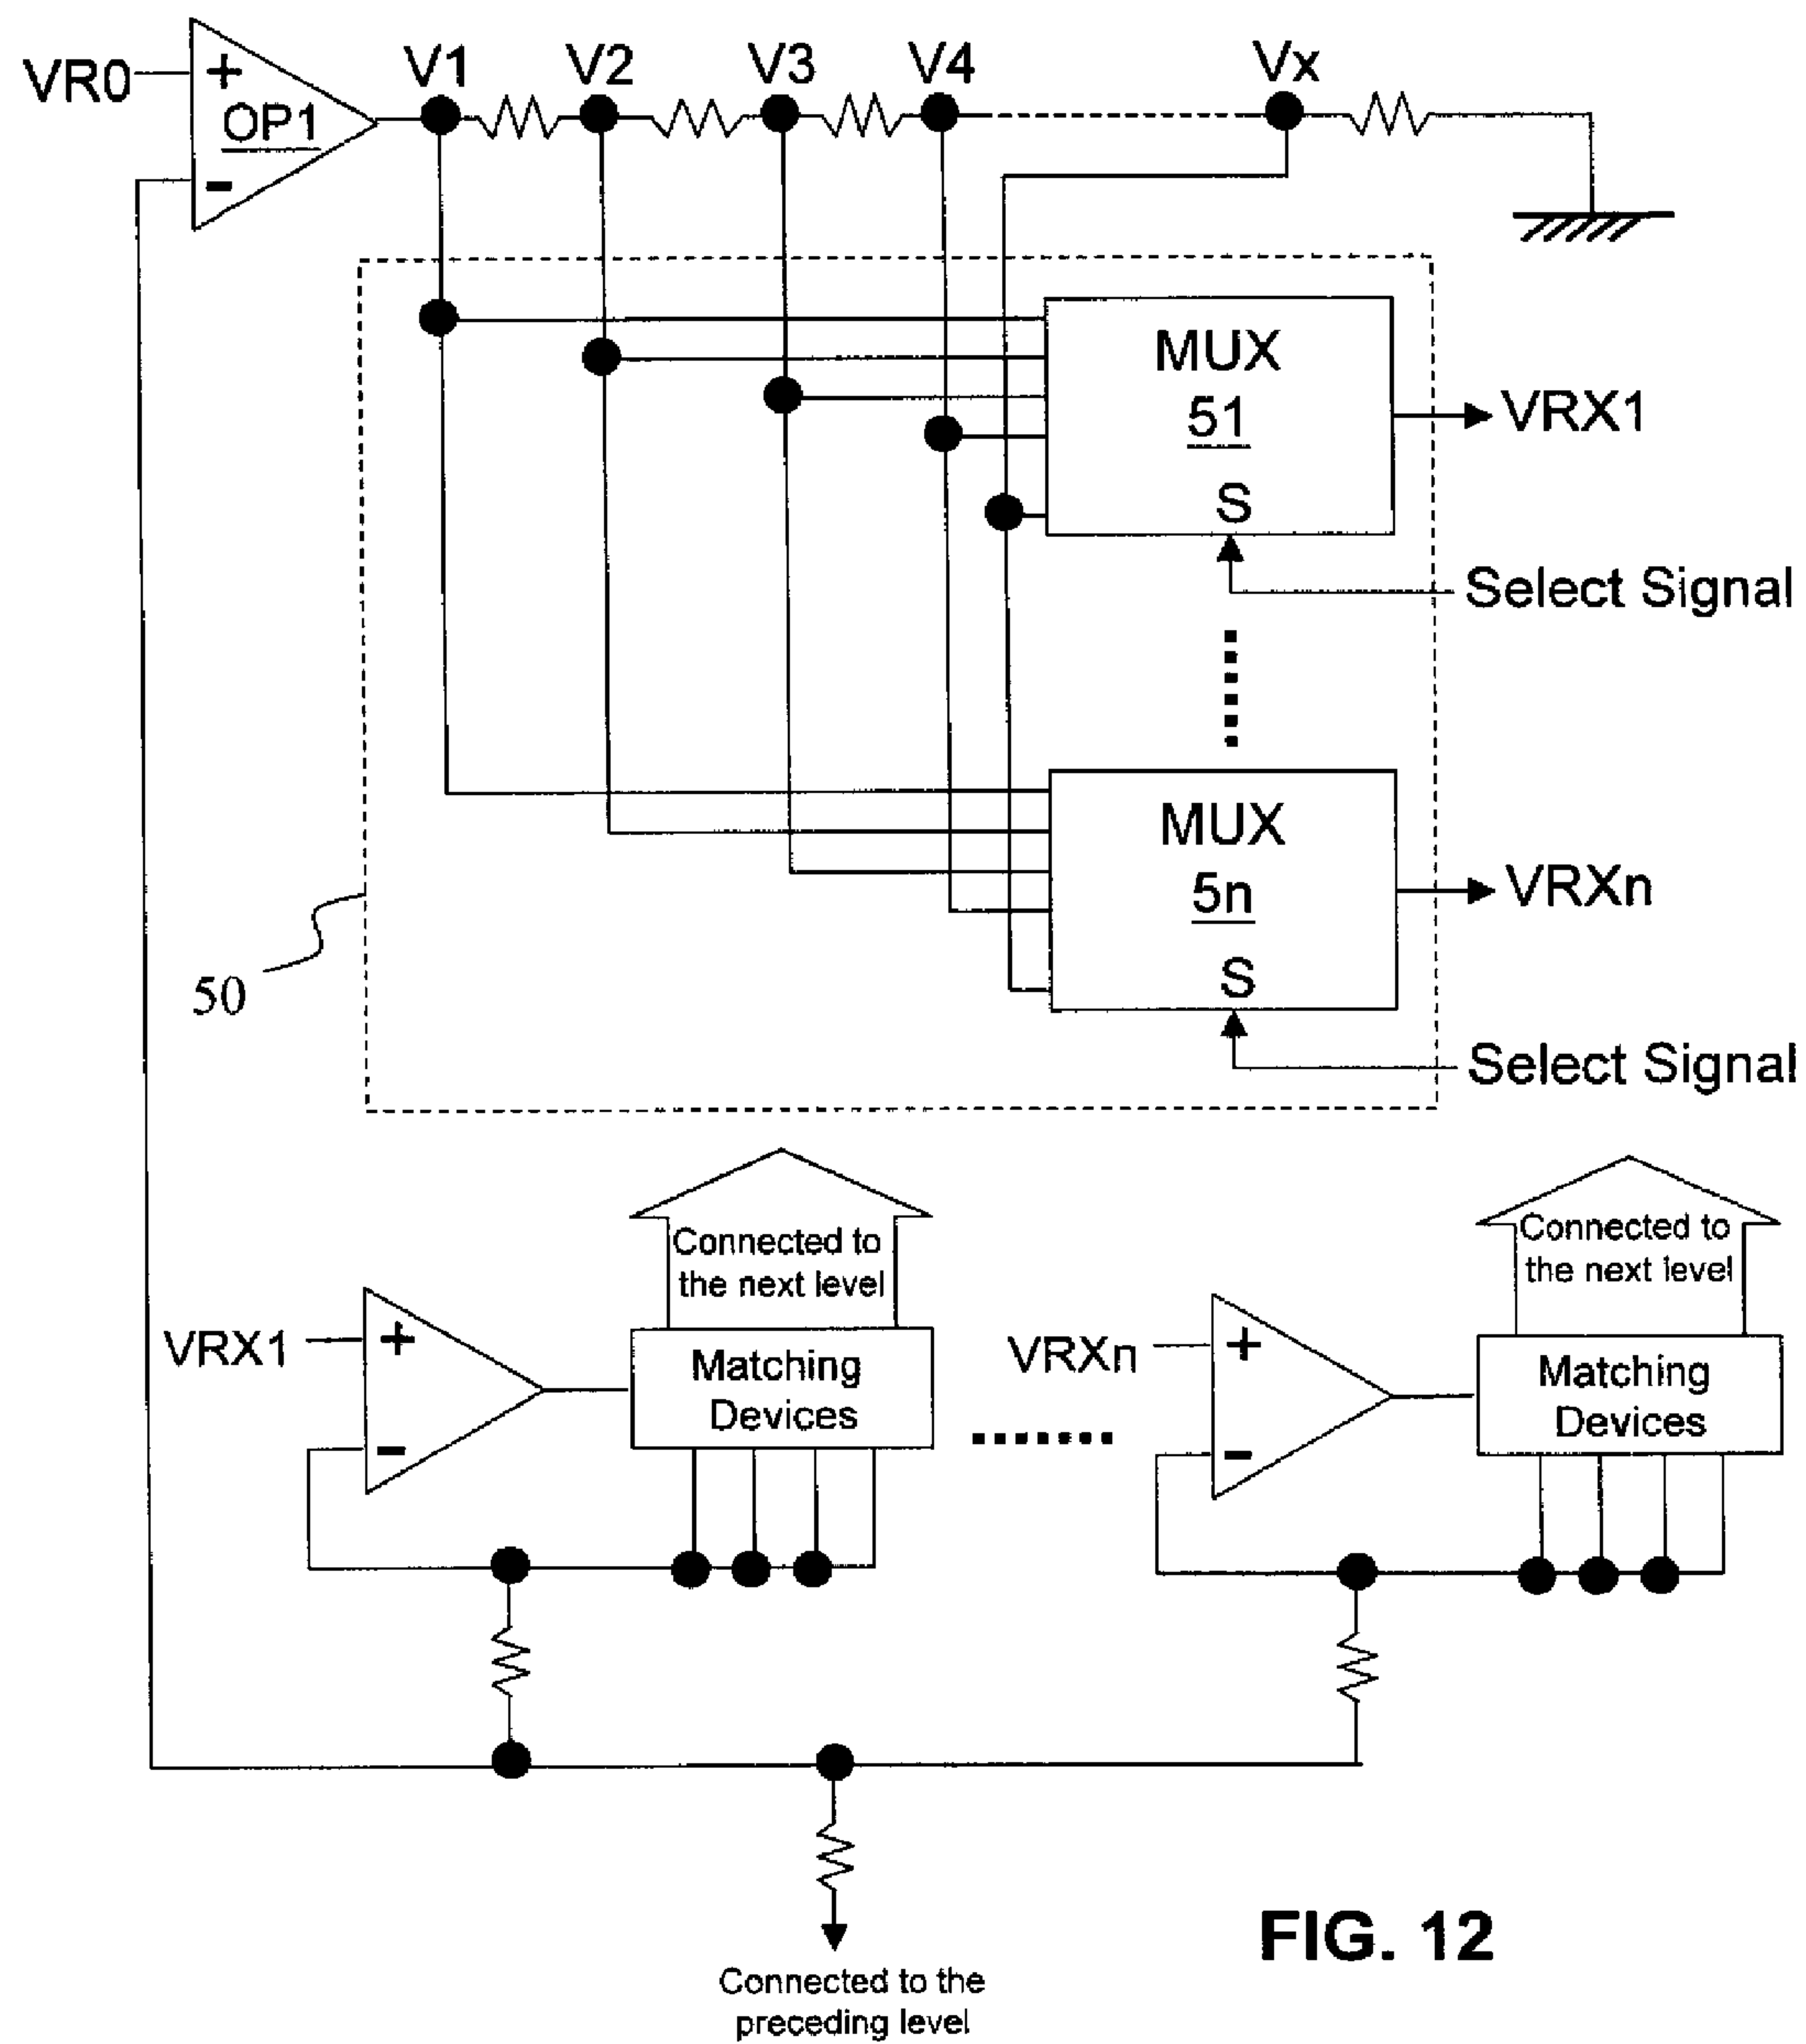 VR0
+
OP1
-
V1
V2
V3
V4
Vx
MUX
51
S
VRX1
Select Signal
MUX
5n
S
VRXn
Select Signal
50
Connected to
the next level
VRX1
+
-
Matching
Devices
Connected to
the next level
VRXn
+
-
Matching
Devices
Connected to the
preceding level
FIG. 12